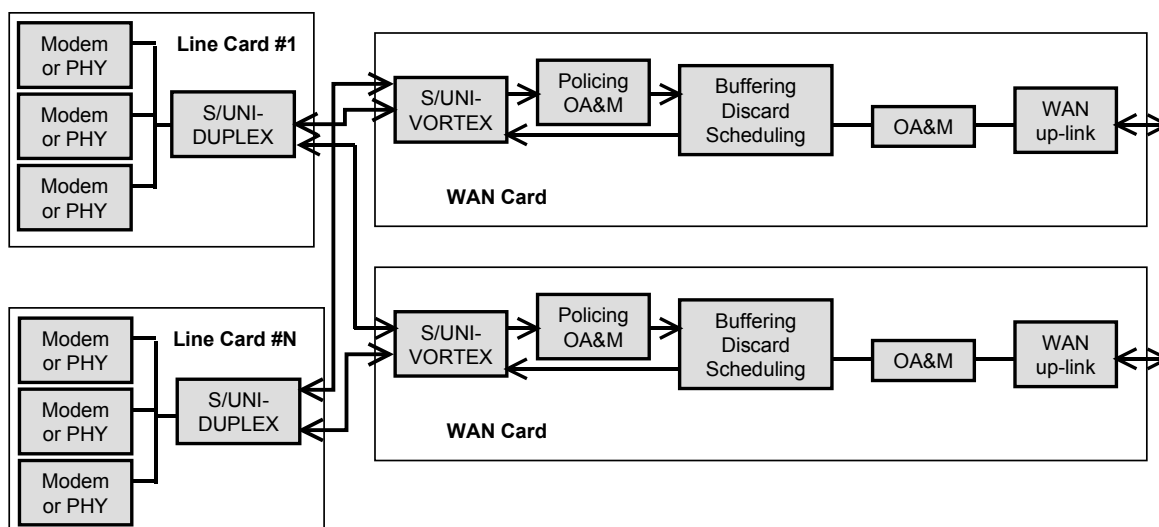 Line Card #1
Modem
or PHY
Modem
or PHY
Modem
or PHY
S/UNI-
DUPLEX
S/UNI-
VORTEX
Policing
OA&M
Buffering
Discard
Scheduling
OA&M
WAN
up-link
WAN Card
Line Card #N
Modem
or PHY
Modem
or PHY
Modem
or PHY
S/UNI-
DUPLEX
S/UNI-
VORTEX
Policing
OA&M
Buffering
Discard
Scheduling
OA&M
WAN
up-link
WAN Card